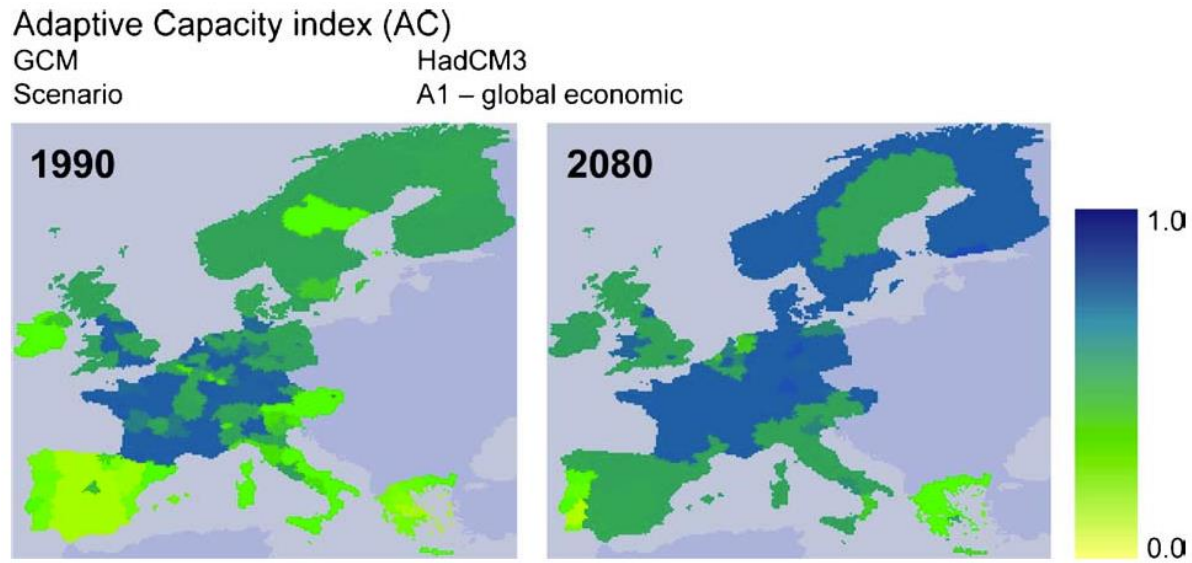 Adaptive Capacity index (AC)
GCM HadCM3
Scenario A1 – global economic
1990 2080
1.0
0.0